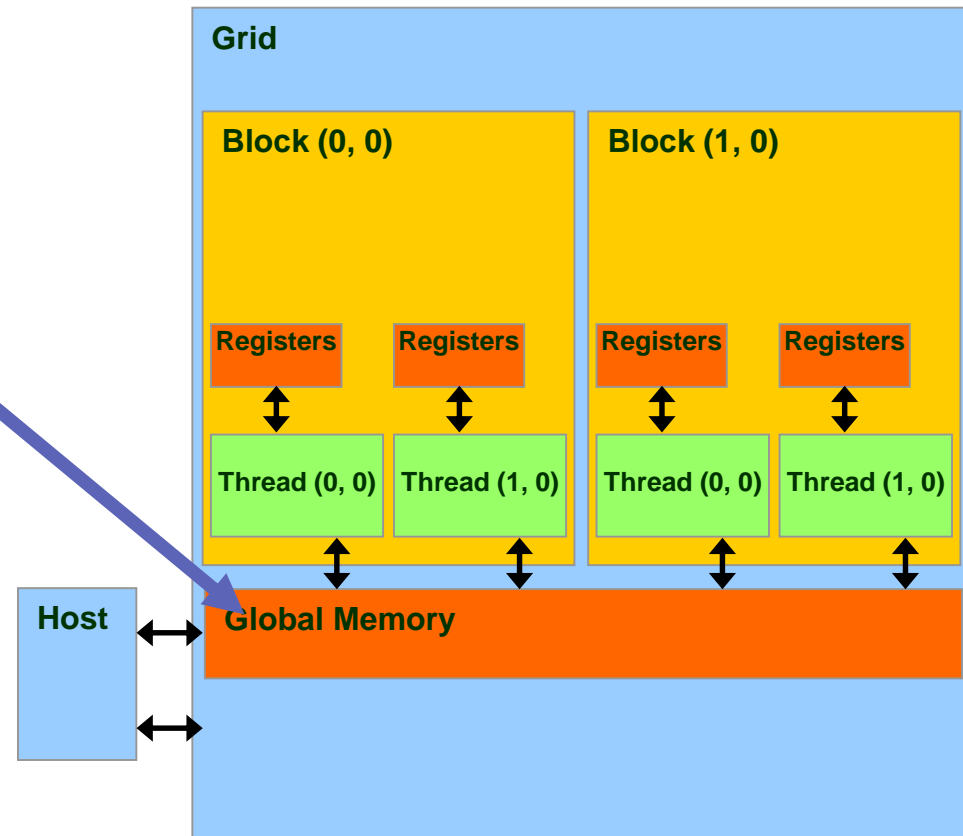 Grid
Block (0, 0)
Block (1, 0)
Registers
Registers
Registers
Registers
Thread (0, 0)
Thread (1, 0)
Thread (0, 0)
Thread (1, 0)
Host
Global Memory